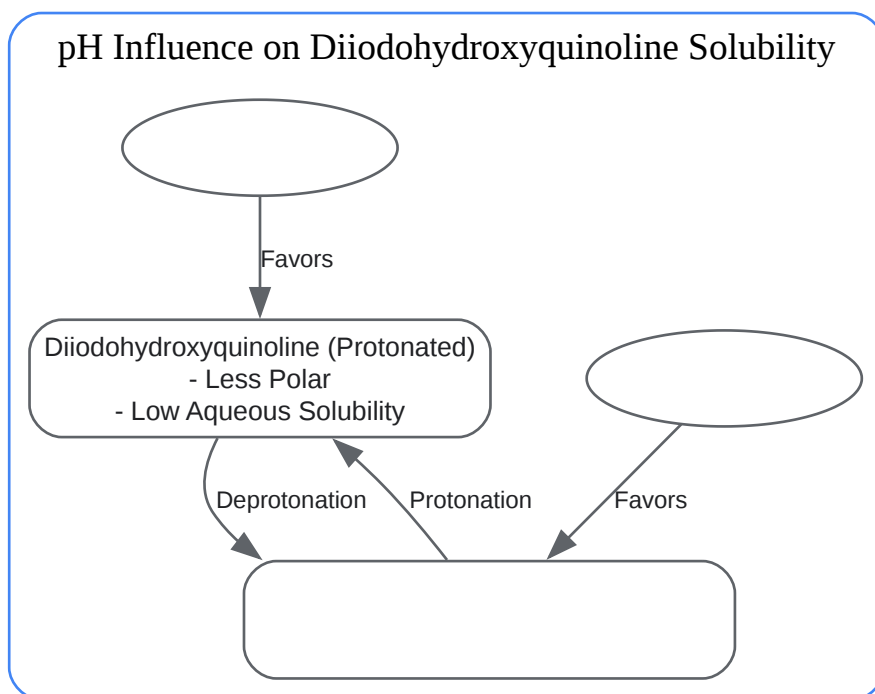 pH Influence on Diiodohydroxyquinoline Solubility
Favors
Diiodohydroxyquinoline (Protonated)
- Less Polar
- Low Aqueous Solubility
Deprotonation
Protonation
Favors